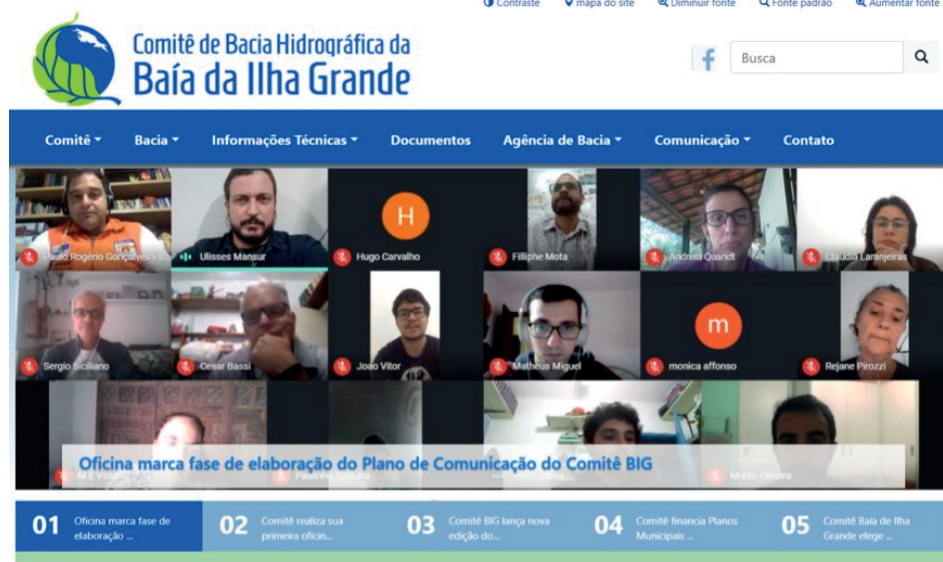 Contraste mapa do site Diminuir fonte Fonte padrão Aumentar fonte
Comitê de Bacia Hidrográfica da
Baía da Ilha Grande
f Busca
Comitê Bacia Informações Técnicas Documentos Agência de Bacia Comunicação Contato
H
Paulo Rogério Gonçalves Ulisses Mansur Hugo Carvalho Filliphe Mota Andreia Quandt Claudia Laranjeiras
m
Sergio Siciliano Cesar Bassi João Vitor Matheus Miguel monica affonso Rejane Pirozzi
Oficina marca fase de elaboração do Plano de Comunicação do Comitê BIG
Murilo Oliveira
01 Oficina marca fase de elaboração ...
02 Comitê realiza sua primeira oficin...
03 Comitê BIG lança nova edição do...
04 Comitê financia Planos Municipais ...
05 Comitê Baía de Ilha Grande elege ...